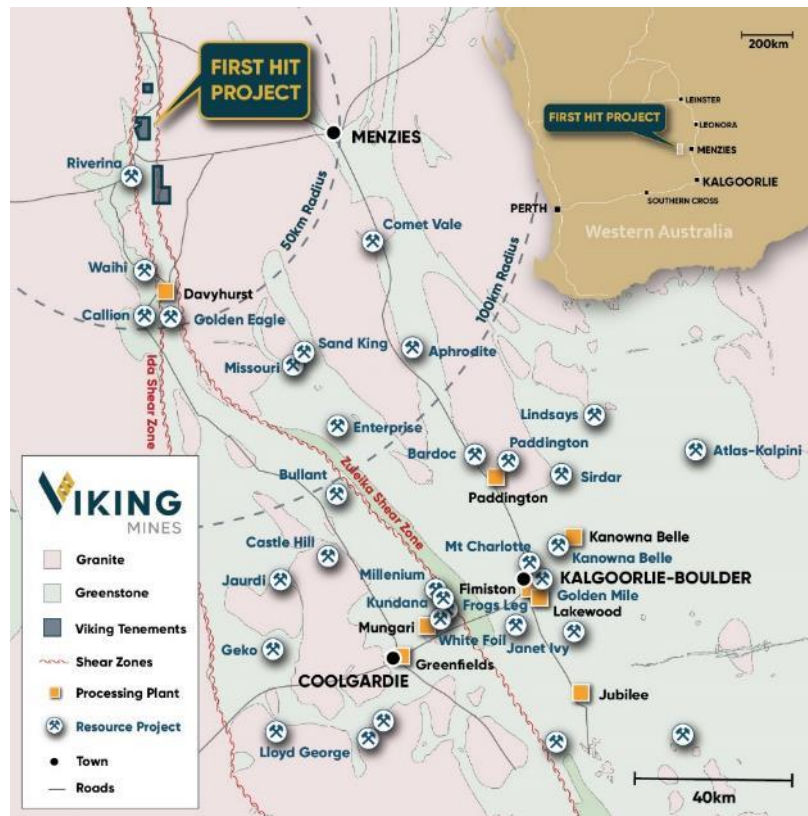 FIRST HIT
PROJECT
200km
LEINSTER
LEONORA
FIRST HIT PROJECT
MENZIES
KALGOORLIE
SOUTHERN CROSS
PERTH
Western Australia
MENZIES
Riverina
50km Radius
Comet Vale
100km Radius
Waihi
Davyhurst
Callion
Golden Eagle
Ida Shear Zone
Sand King
Missouri
Aphrodite
Lindsays
Enterprise
Bardoc
Paddington
Atlas-Kalpini
Sirdar
Paddington
Bullant
Zuleika Shear Zone
Castle Hill
Kanowna Belle
Mt Charlotte
Kanowna Belle
Jaurdi
Millenium
Fimiston
KALGOORLIE-BOULDER
Kundana
Frogs Leg
Golden Mile
Lakewood
Mungari
White Foil
Janet Ivy
Geko
Greenfields
COOLGARDIE
Jubilee
Lloyd George
40km
VIKING
MINES
Granite
Greenstone
Viking Tenements
Shear Zones
Processing Plant
Resource Project
Town
Roads